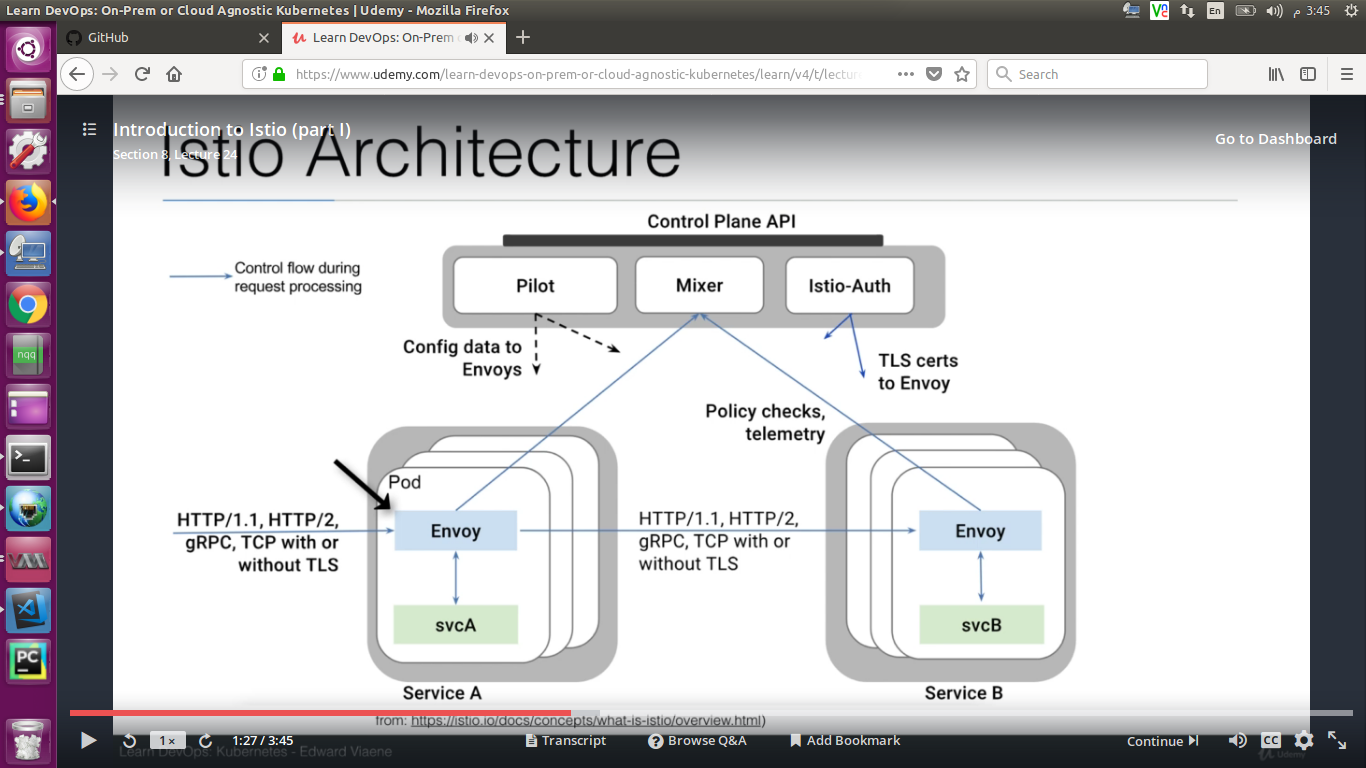 Learn DevOps: On-Prem or Cloud Agnostic Kubernetes | Udemy - Mozilla Firefox
En
م 3:45
GitHub
Learn DevOps: On-Prem
https://www.udemy.com/learn-devops-on-prem-or-cloud-agnostic-kubernetes/learn/v4/t/lectur
Search
Introduction to Istio (part I)
Section 8, Lecture 24
Go to Dashboard
Istio Architecture
Control Plane API
Control flow during
request processing
Pilot
Mixer
Istio-Auth
Config data to
Envoys
TLS certs
to Envoy
Policy checks,
telemetry
Pod
HTTP/1.1, HTTP/2,
gRPC, TCP with or
without TLS
Envoy
HTTP/1.1, HTTP/2,
gRPC, TCP with or
without TLS
Envoy
svcA
svcB
Service A
Service B
from: https://istio.io/docs/concepts/what-is-istio/overview.html)
1×
1:27 / 3:45
Transcript
Browse Q&A
Add Bookmark
Continue
CC
Learn DevOps: Kubernetes - Edward Viaene
Udemy
nqq
PC